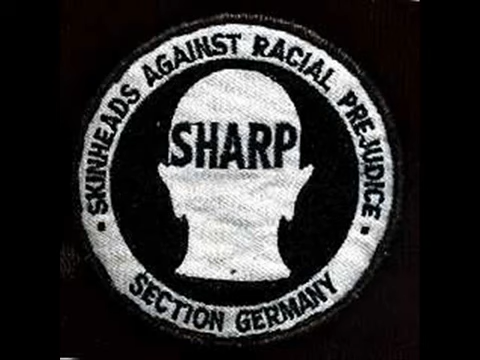 • SKINHEADS AGAINST RACIAL PREJUDICE •
SHARP
SECTION GERMANY